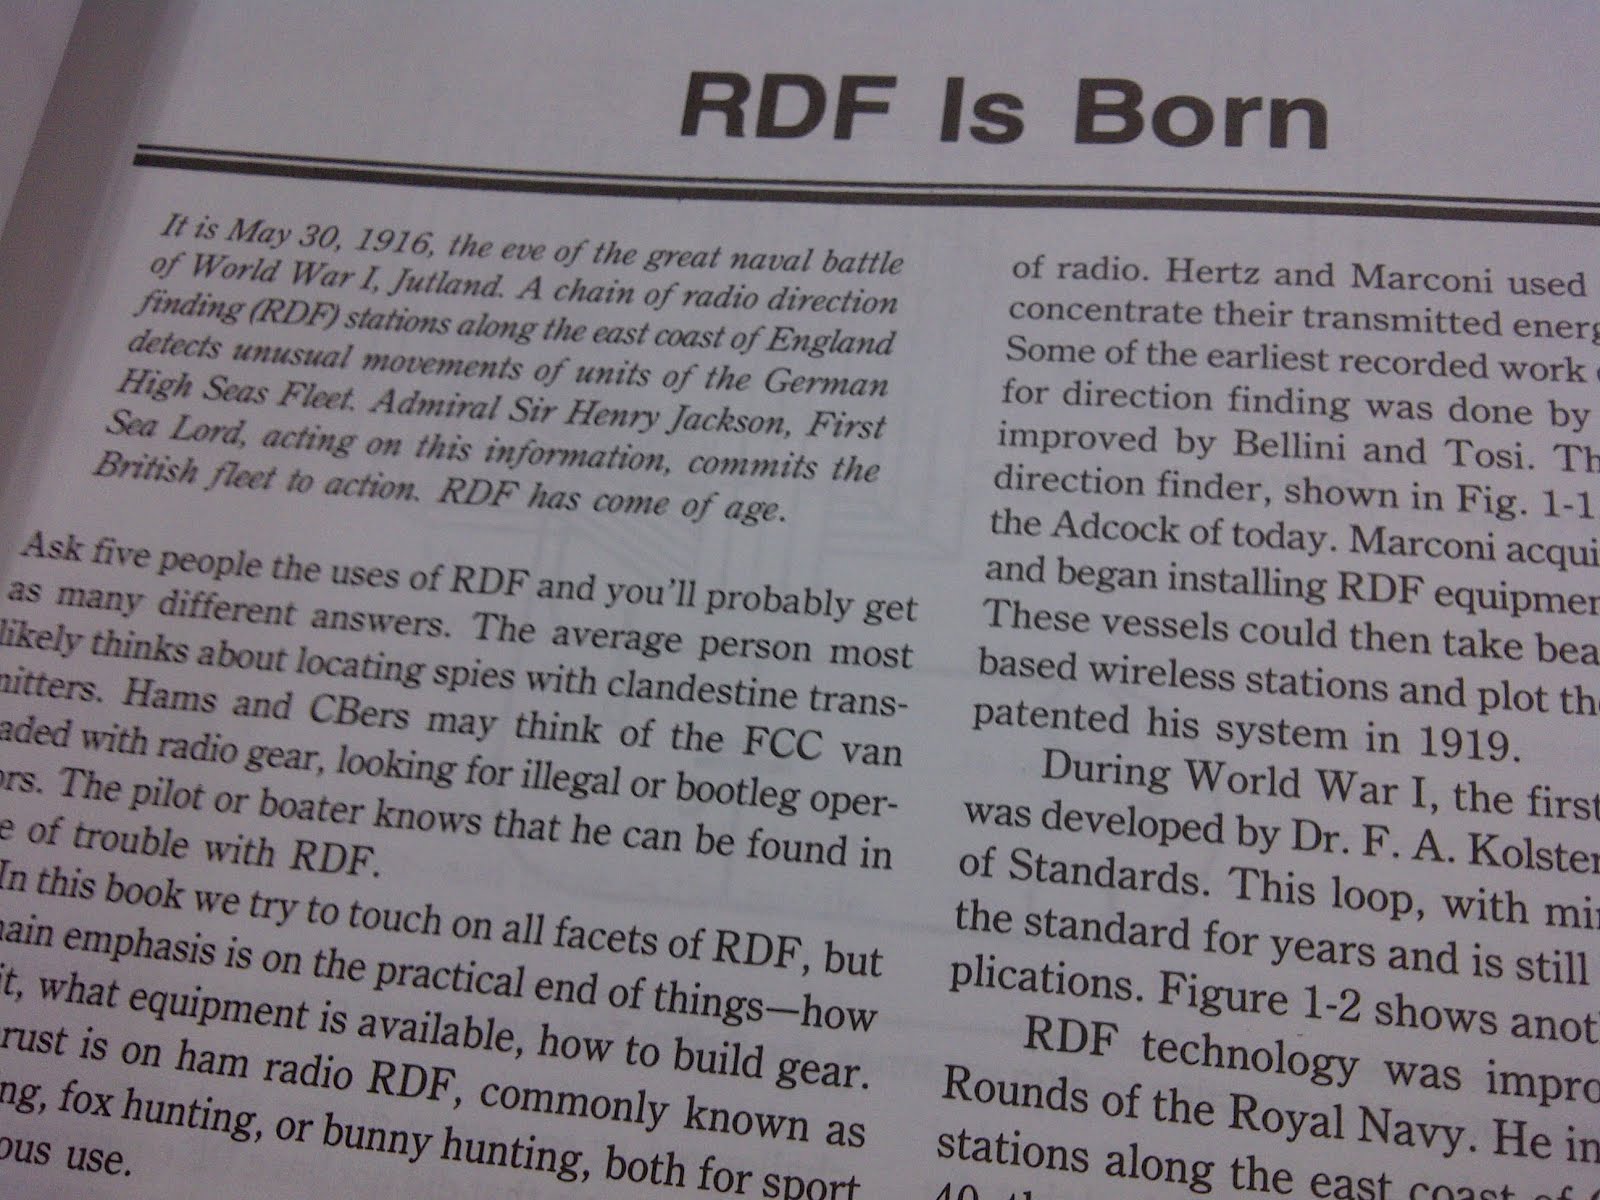 RDF Is Born
It is May 30, 1916, the eve of the great naval battle
of World War I, Jutland. A chain of radio direction
finding (RDF) stations along the east coast of England
detects unusual movements of units of the German
High Seas Fleet. Admiral Sir Henry Jackson, First
Sea Lord, acting on this information, commits the
British fleet to action. RDF has come of age.
Ask five people the uses of RDF and you'll probably get
as many different answers. The average person most
likely thinks about locating spies with clandestine trans-
nitters. Hams and CBers may think of the FCC van
aded with radio gear, looking for illegal or bootleg oper-
ors. The pilot or boater knows that he can be found in
e of trouble with RDF.
In this book we try to touch on all facets of RDF, but
nain emphasis is on the practical end of things—how
it, what equipment is available, how to build gear.
rust is on ham radio RDF, commonly known as
ng, fox hunting, or bunny hunting, both for sport
ous use.
of radio. Hertz and Marconi used
concentrate their transmitted energ
Some of the earliest recorded work
for direction finding was done by
improved by Bellini and Tosi. Th
direction finder, shown in Fig. 1-1.
the Adcock of today. Marconi acqui
and began installing RDF equipmen
These vessels could then take bea
based wireless stations and plot the
patented his system in 1919.
During World War I, the first
was developed by Dr. F. A. Kolster
of Standards. This loop, with min
the standard for years and is still
plications. Figure 1-2 shows anot
RDF technology was impro
Rounds of the Royal Navy. He in
stations along the east coast of